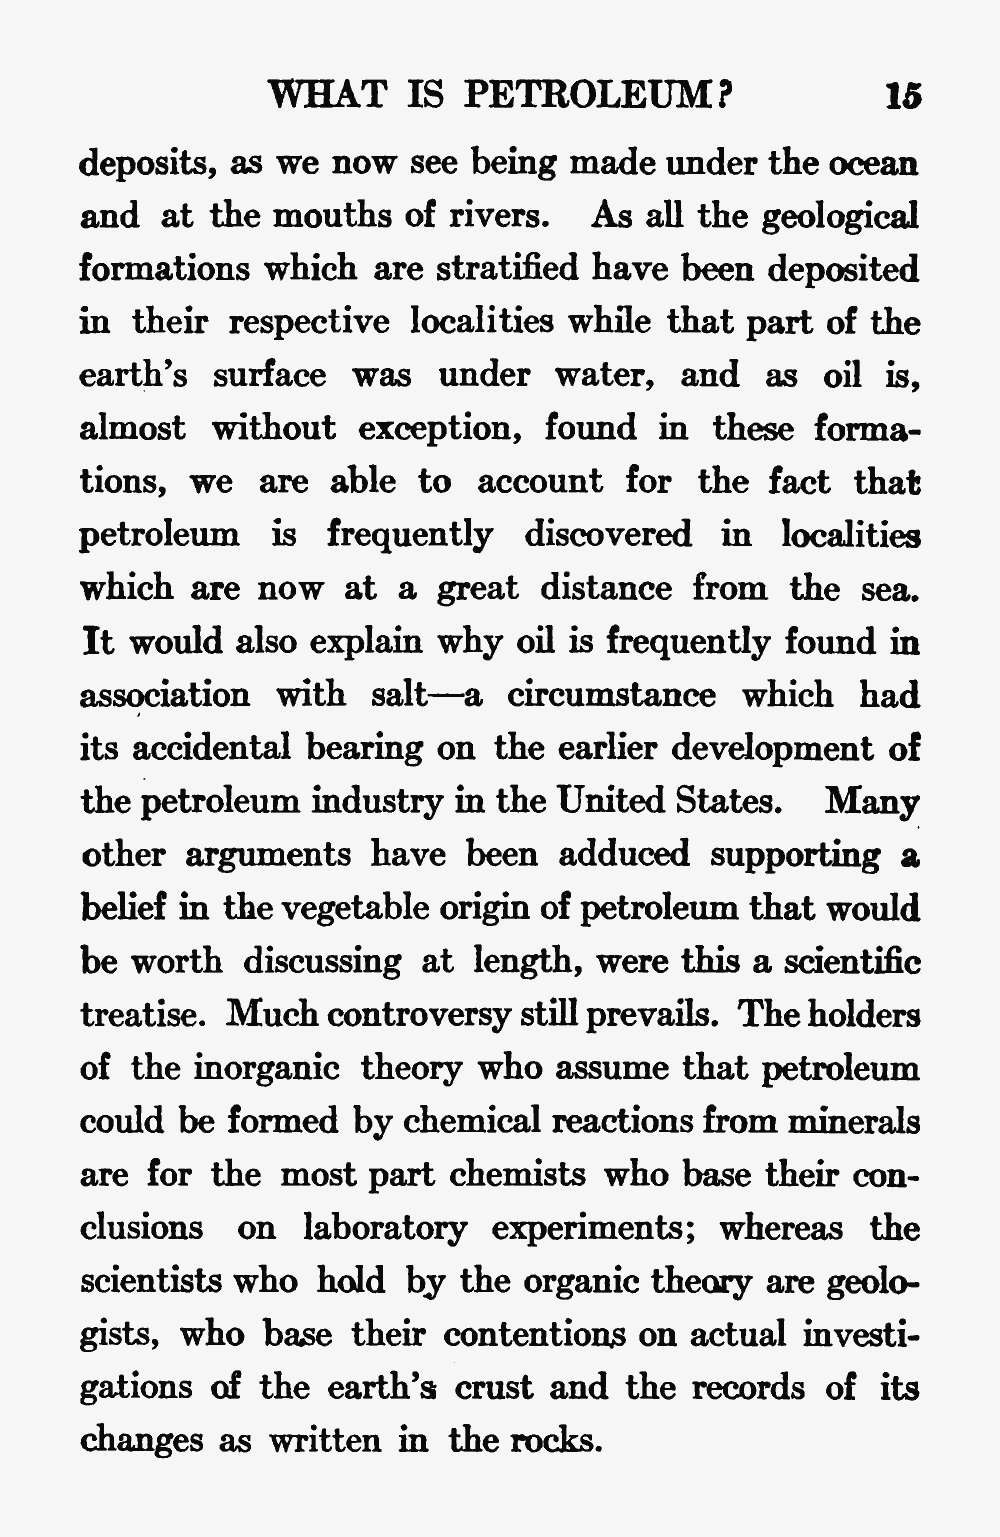 WHAT IS PETROLEUM? 15
deposits, as we now see being made under the ocean
and at the mouths of rivers. As all the geological
formations which are stratified have been deposited
in their respective localities while that part of the
earth's surface was under water, and as oil is,
almost without exception, found in these forma-
tions, we are able to account for the fact that
petroleum is frequently discovered in localities
which are now at a great distance from the sea.
It would also explain why oil is frequently found in
association with salt—a circumstance which had
its accidental bearing on the earlier development of
the petroleum industry in the United States. Many
other arguments have been adduced supporting a
belief in the vegetable origin of petroleum that would
be worth discussing at length, were this a scientific
treatise. Much controversy still prevails. The holders
of the inorganic theory who assume that petroleum
could be formed by chemical reactions from minerals
are for the most part chemists who base their con-
clusions on laboratory experiments; whereas the
scientists who hold by the organic theory are geolo-
gists, who base their contentions on actual investi-
gations of the earth's crust and the records of its
changes as written in the rocks.